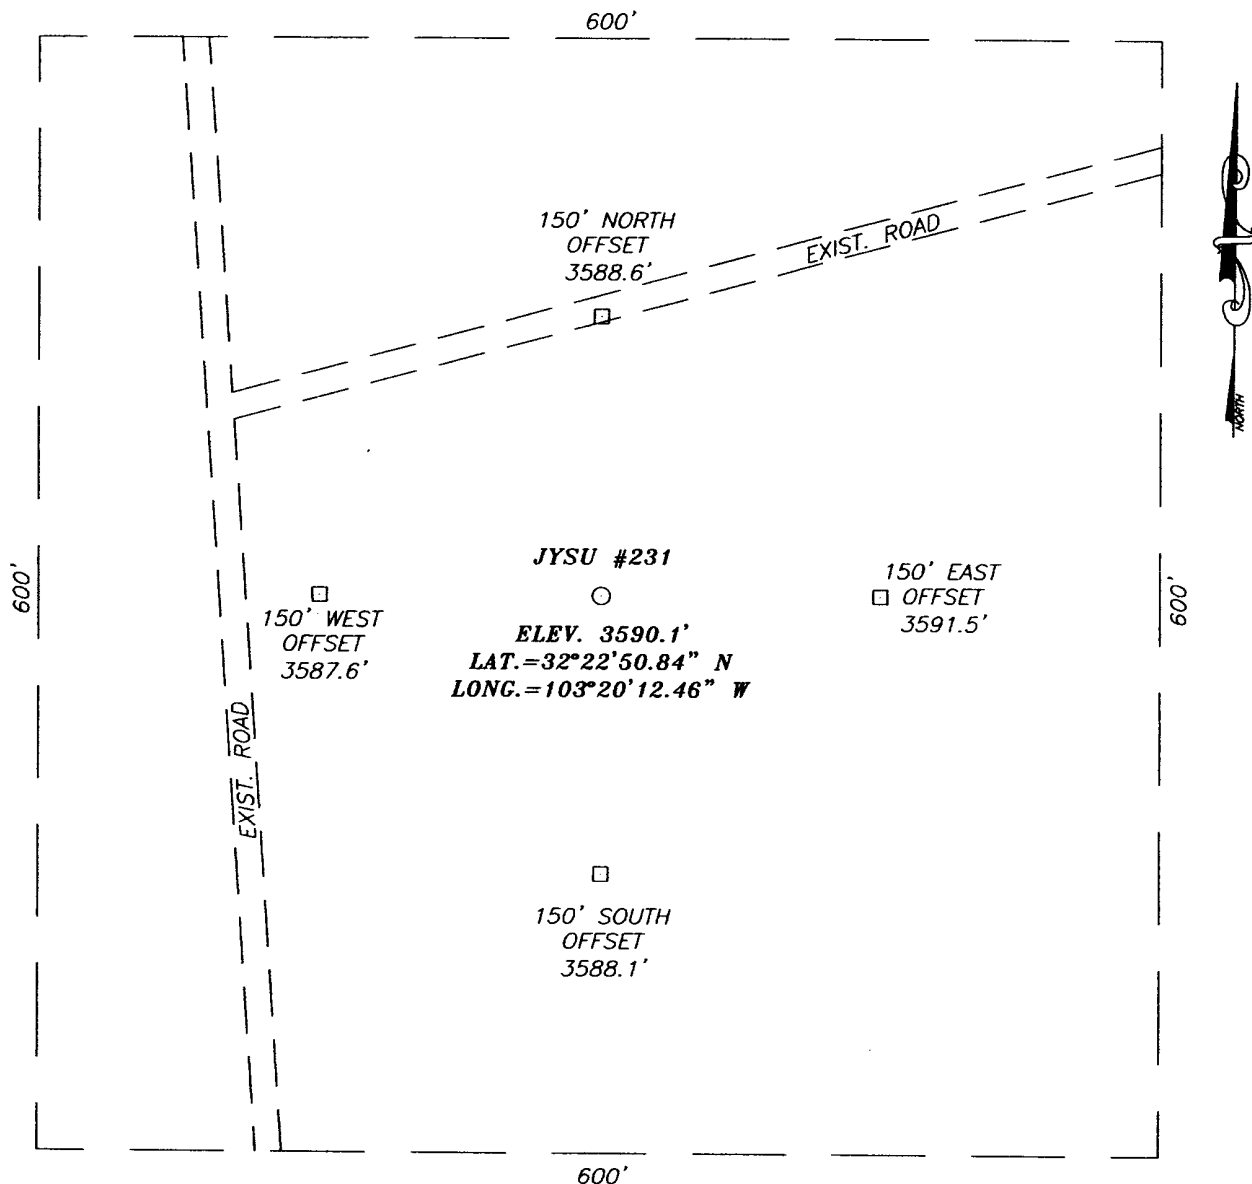 600'
150' NORTH
OFFSET
3588.6'
EXIST. ROAD
NORTH
JYSU #231
600'
150' WEST
OFFSET
3587.6'
ELEV. 3590.1'
LAT.=32°22'50.84" N
LONG.=103°20'12.46" W
150' EAST
OFFSET
3591.5'
600'
EXIST. ROAD
150' SOUTH
OFFSET
3588.1'
600'